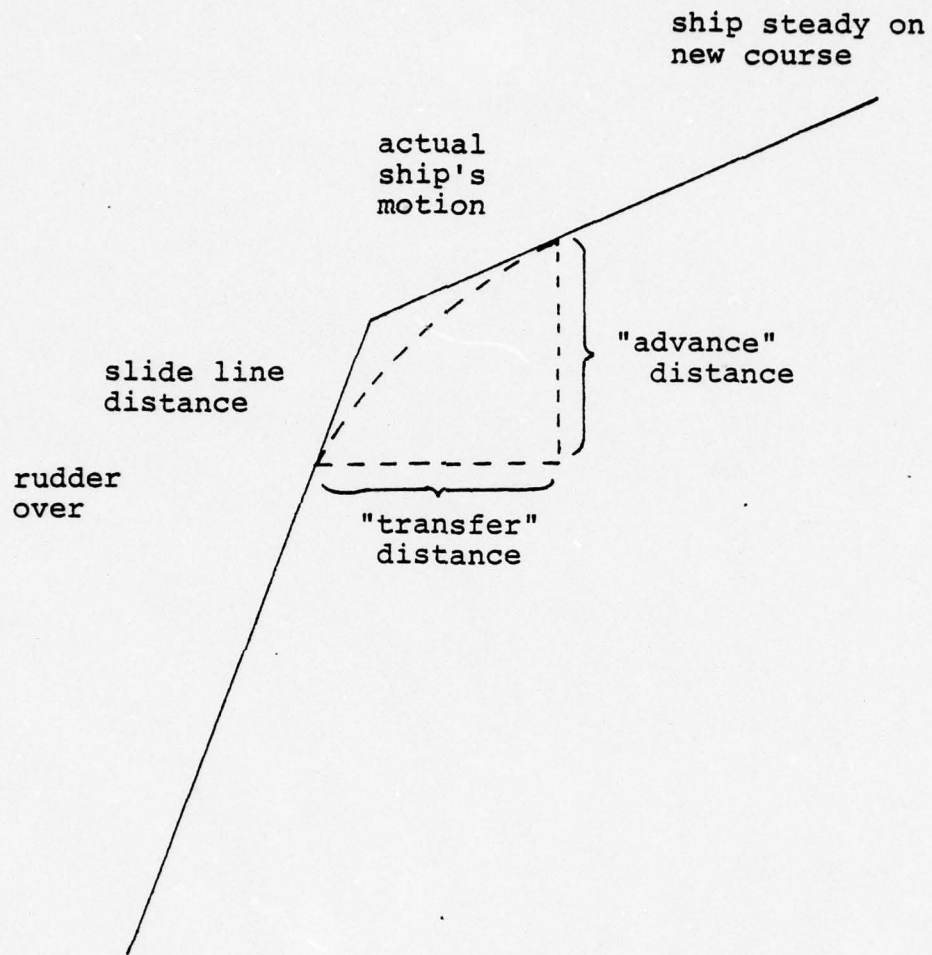 ship steady on
new course
actual
ship's
motion
"advance"
distance
slide line
distance
rudder
over
"transfer"
distance